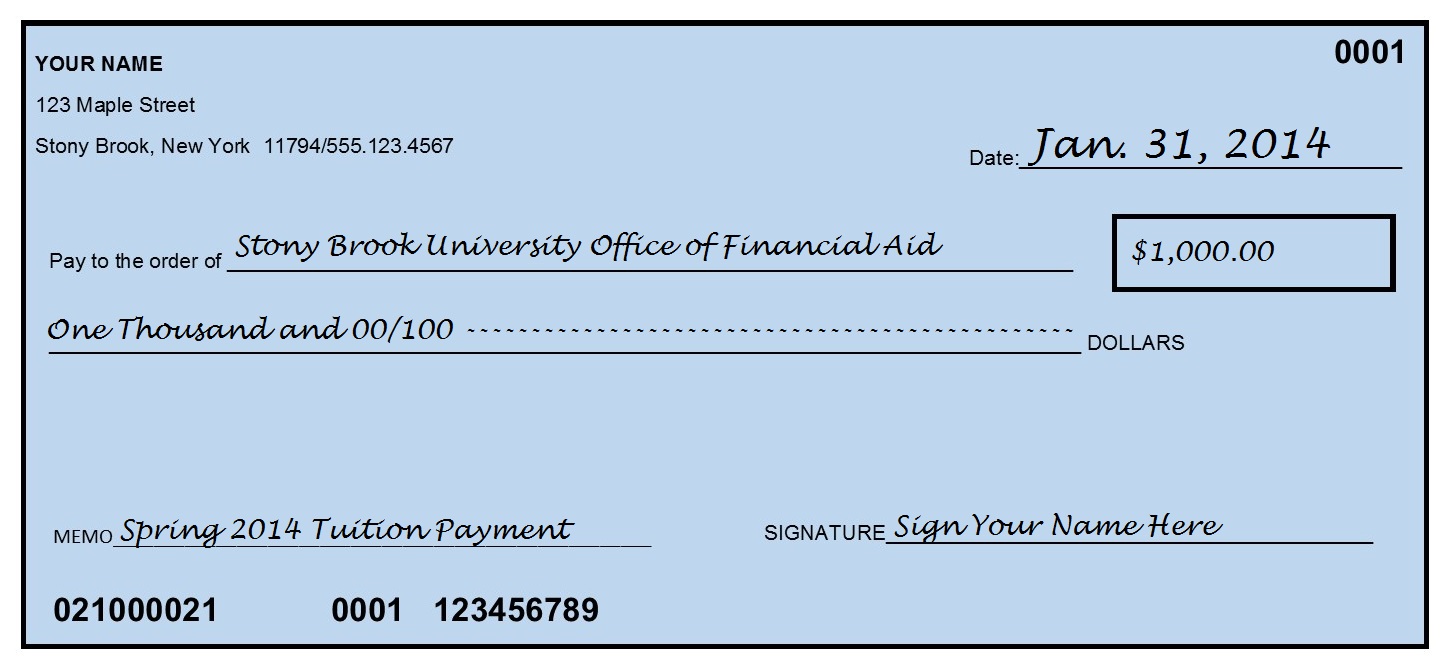 YOUR NAME
0001
123 Maple Street
Stony Brook, New York 11794/555.123.4567
Date: Jan. 31, 2014
Pay to the order of Stony Brook University Office of Financial Aid
$1,000.00
One Thousand and 00/100 ----------------------------------------------- DOLLARS
MEMO Spring 2014 Tuition Payment
SIGNATURE Sign Your Name Here
021000021 0001 123456789